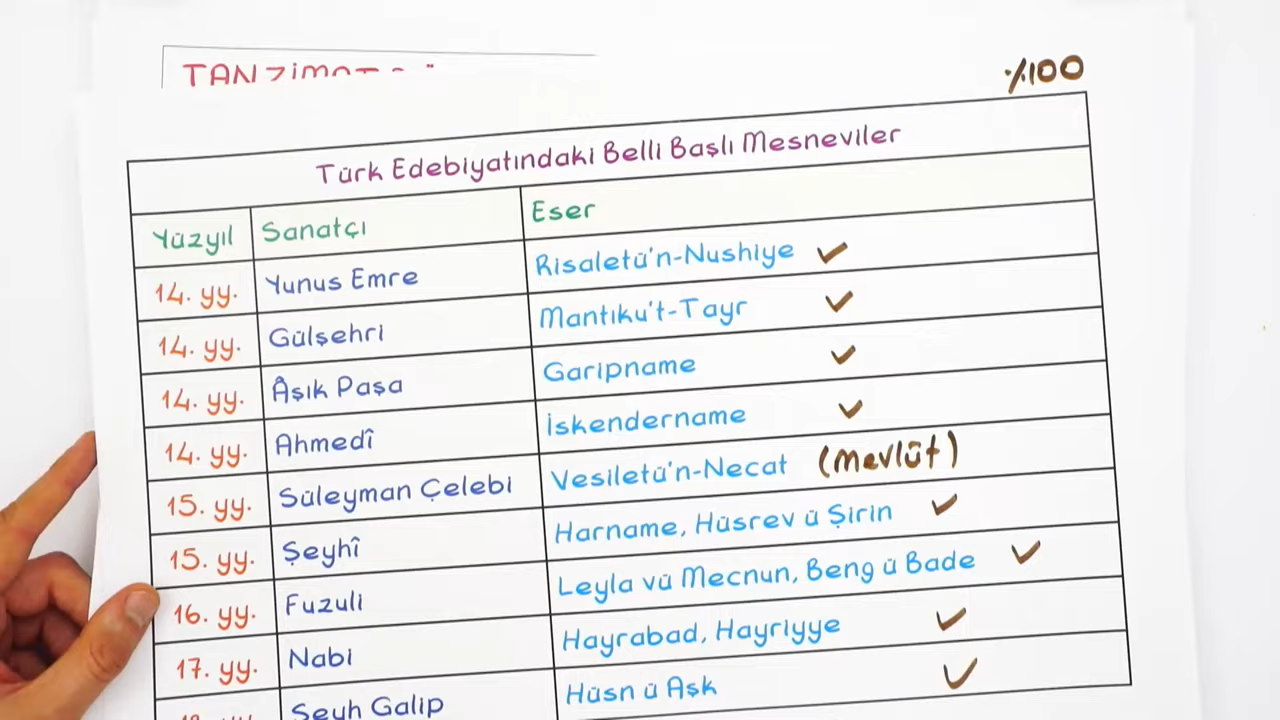 TANZİMAT
%100
Türk Edebiyatındaki Belli Başlı Mesneviler
Yüzyıl Sanatçı Eser
14. yy. Yunus Emre Risaletü'n-Nushiye
14. yy. Gülşehri Mantıku't-Tayr
14. yy. Âşık Paşa Garipname
14. yy. Ahmedî İskendername
15. yy. Süleyman Çelebi Vesiletü'n-Necat (Mevlüt)
15. yy. Şeyhî Harname, Hüsrev ü Şirin
16. yy. Fuzuli Leyla vü Mecnun, Beng ü Bade
17. yy. Nabi Hayrabad, Hayriyye
Şeyh Galip Hüsn ü Aşk